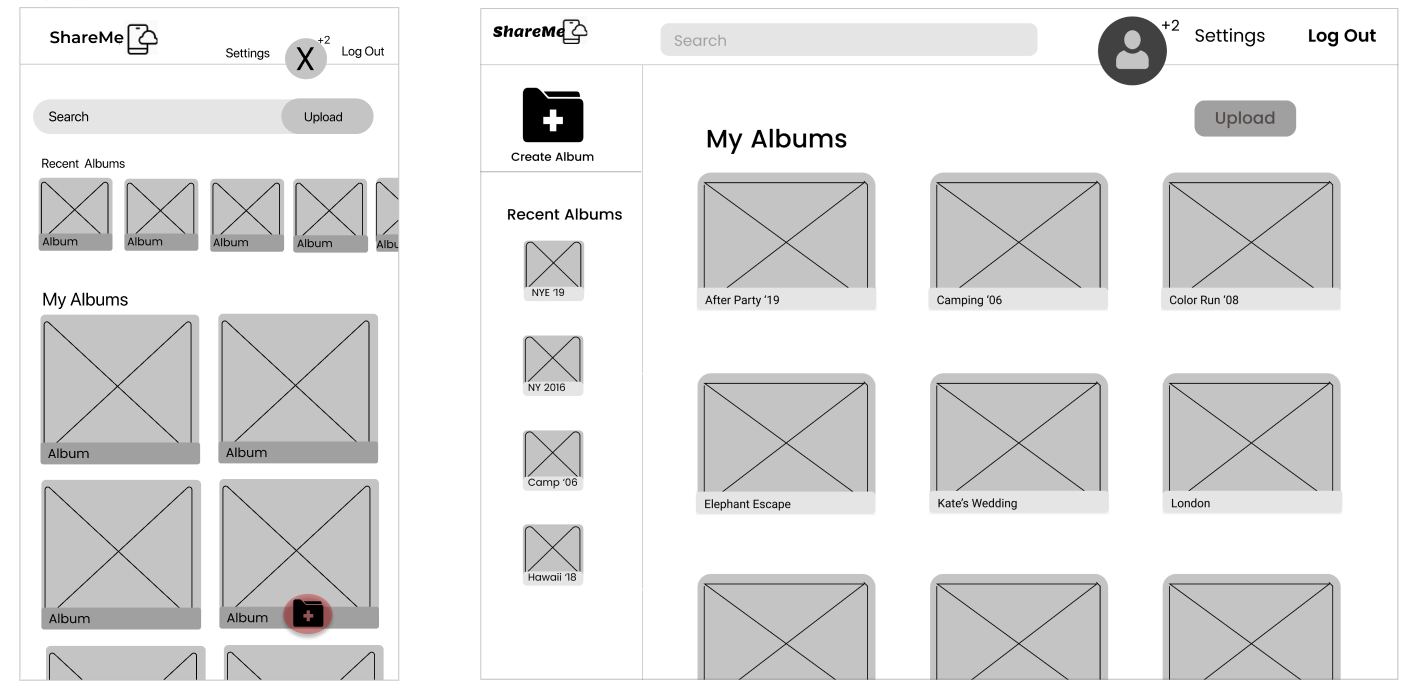 ShareMe
Settings
X
+2
Log Out
Search
Upload
Recent Albums
Album
Album
Album
Album
Albu
My Albums
Album
Album
Album
Album
ShareMe
Search
+2
Settings
Log Out
Create Album
Upload
My Albums
Recent Albums
NYE ‘19
NY 2016
Camp ‘06
Hawaii ‘18
After Party ‘19
Camping ‘06
Color Run ‘08
Elephant Escape
Kate’s Wedding
London